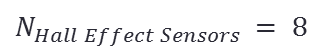 N_{Hall Effect Sensors} = 8